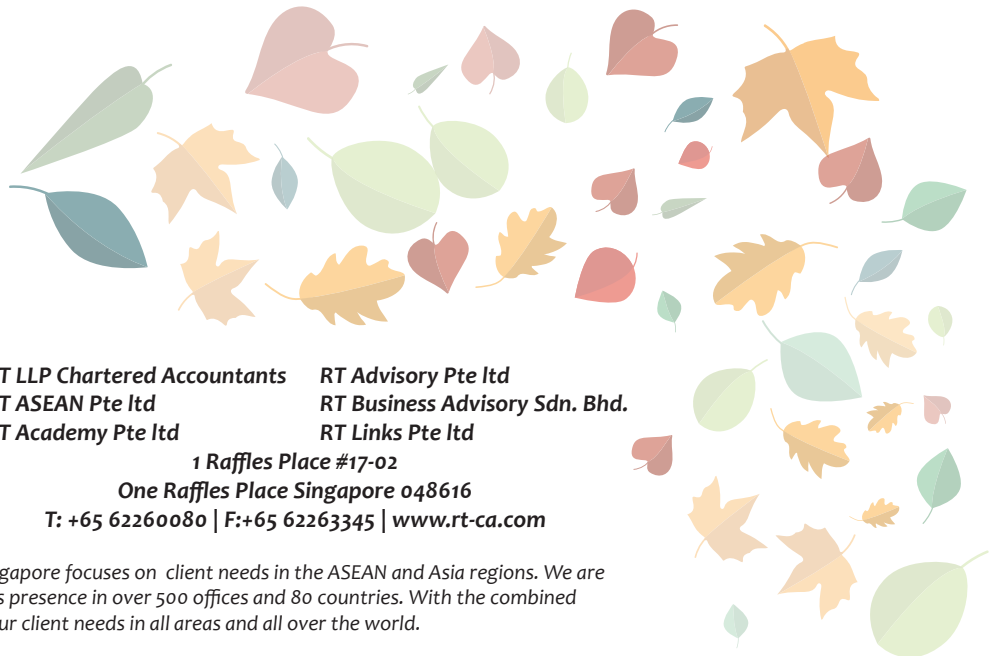 T LLP Chartered Accountants RT Advisory Pte ltd
T ASEAN Pte ltd RT Business Advisory Sdn. Bhd.
T Academy Pte ltd RT Links Pte ltd
1 Raffles Place #17-02
One Raffles Place Singapore 048616
T: +65 62260080 | F:+65 62263345 | www.rt-ca.com
gapore focuses on client needs in the ASEAN and Asia regions. We are
s presence in over 500 offices and 80 countries. With the combined
ur client needs in all areas and all over the world.